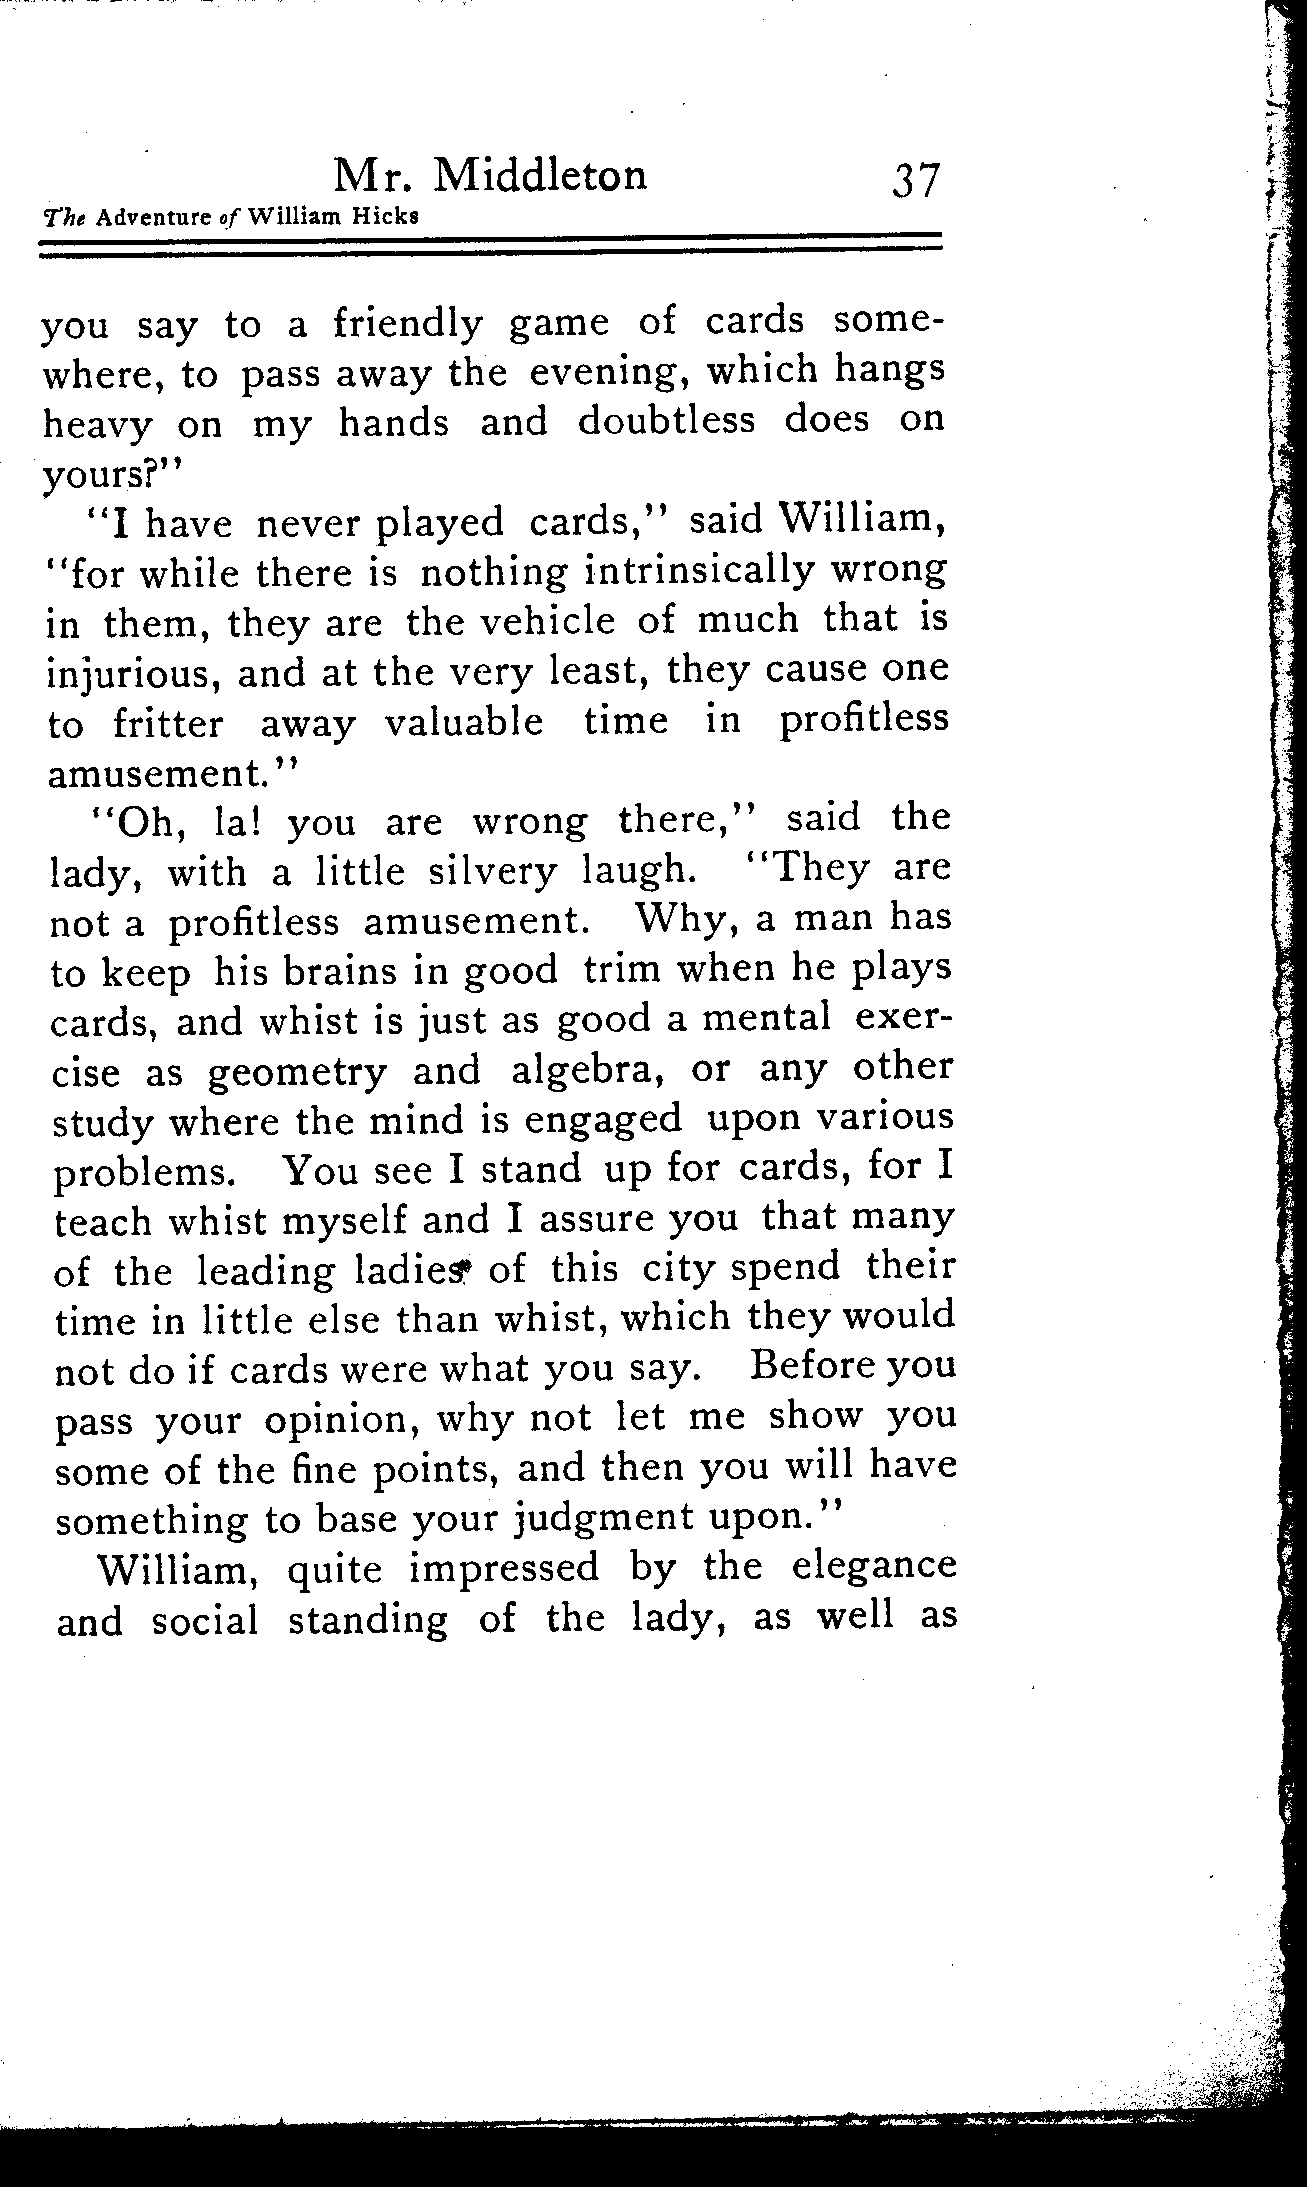 Mr. Middleton 37
The Adventure of William Hicks
you say to a friendly game of cards some-
where, to pass away the evening, which hangs
heavy on my hands and doubtless does on
yours?''
"I have never played cards,'' said William,
"for while there is nothing intrinsically wrong
in them, they are the vehicle of much that is
injurious, and at the very least, they cause one
to fritter away valuable time in profitless
amusement.''
"Oh, la! you are wrong there,'' said the
lady, with a little silvery laugh. "They are
not a profitless amusement. Why, a man has
to keep his brains in good trim when he plays
cards, and whist is just as good a mental exer-
cise as geometry and algebra, or any other
study where the mind is engaged upon various
problems. You see I stand up for cards, for I
teach whist myself and I assure you that many
of the leading ladies of this city spend their
time in little else than whist, which they would
not do if cards were what you say. Before you
pass your opinion, why not let me show you
some of the fine points, and then you will have
something to base your judgment upon.''
William, quite impressed by the elegance
and social standing of the lady, as well as